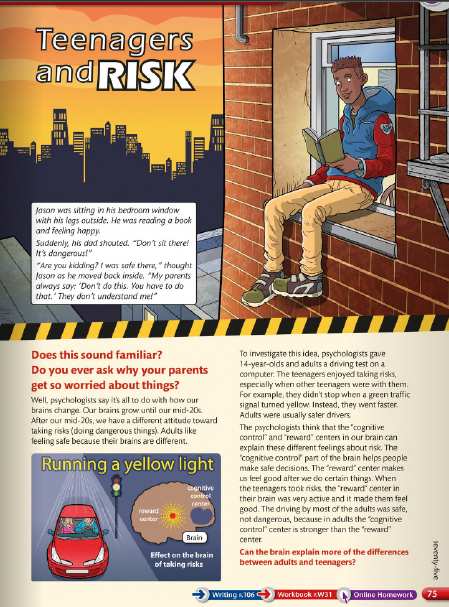 Teenagers
and RISK
Jason was sitting in his bedroom window
with his legs outside. He was reading a book
and feeling happy.
Suddenly, his dad shouted. "Don't sit there!
It's dangerous!"
"Are you kidding? I was safe there," thought
Jason as he moved back inside. "My parents
always say: 'Don't do this. You have to do
that.' They don't understand me!"
Does this sound familiar?
Do you ever ask why your parents
get so worried about things?
Well, psychologists say it's all to do with how our
brains change. Our brains grow until our mid-20s.
After our mid-20s, we have a different attitude toward
taking risks (doing dangerous things). Adults like
feeling safe because their brains are different.
Running a yellow light
cognitive
control
center
reward
center
Brain
Effect on the brain
of taking risks
To investigate this idea, psychologists gave
14-year-olds and adults a driving test on a
computer. The teenagers enjoyed taking risks,
especially when other teenagers were with them.
For example, they didn't stop when a green traffic
signal turned yellow. Instead, they went faster.
Adults were usually safer drivers.
The psychologists think that the "cognitive
control" and "reward" centers in our brain can
explain these different feelings about risk. The
"cognitive control" part of the brain helps people
make safe decisions. The "reward" center makes
us feel good after we do certain things. When
the teenagers took risks, the "reward" center in
their brain was very active and it made them feel
good. The driving by most of the adults was safe,
not dangerous, because in adults the "cognitive
control" center is stronger than the "reward"
center.
Can the brain explain more of the differences
between adults and teenagers?
seventy-five
Writing p.106
Workbook p.W31
Online Homework
75